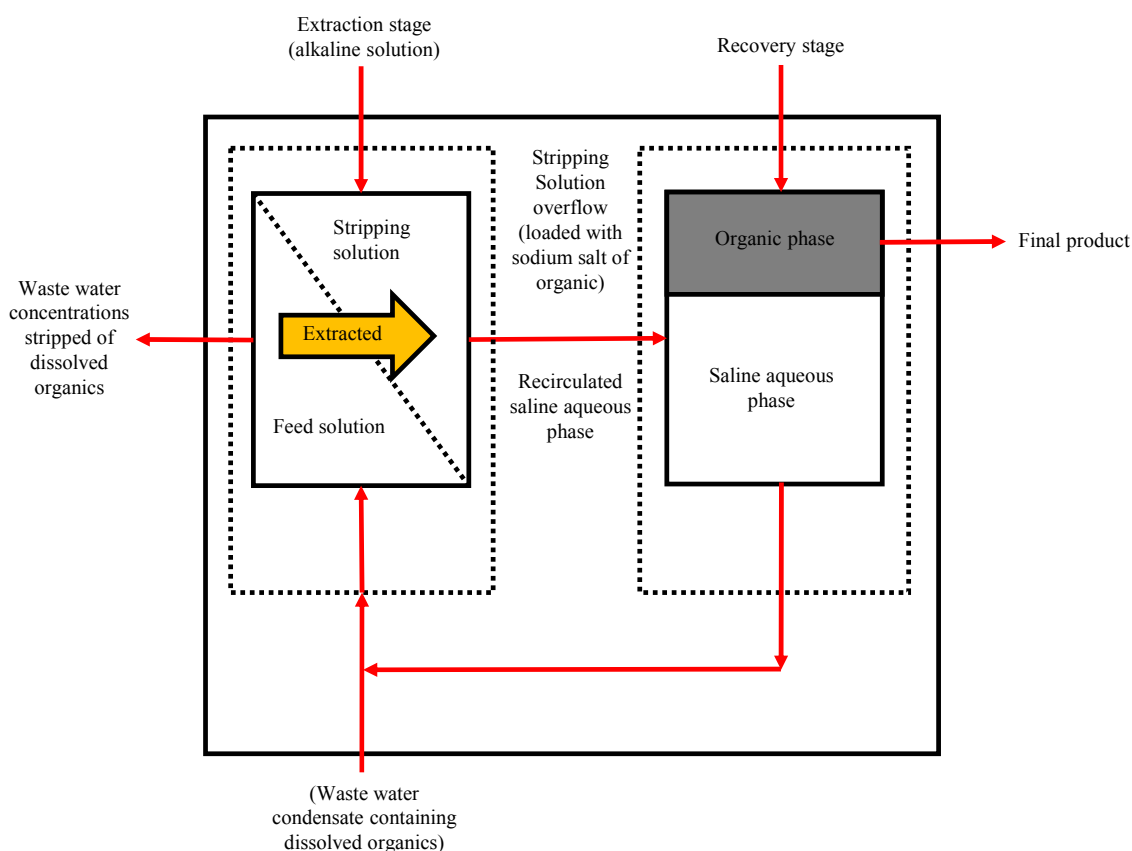 Extraction stage
(alkaline solution)
Recovery stage
Stripping
solution
Extracted
Feed solution
Stripping
Solution
overflow
(loaded with
sodium salt of
organic)
Recirculated
saline aqueous
phase
Organic phase
Saline aqueous
phase
Final product
Waste water
concentrations
stripped of
dissolved
organics
(Waste water
condensate containing
dissolved organics)